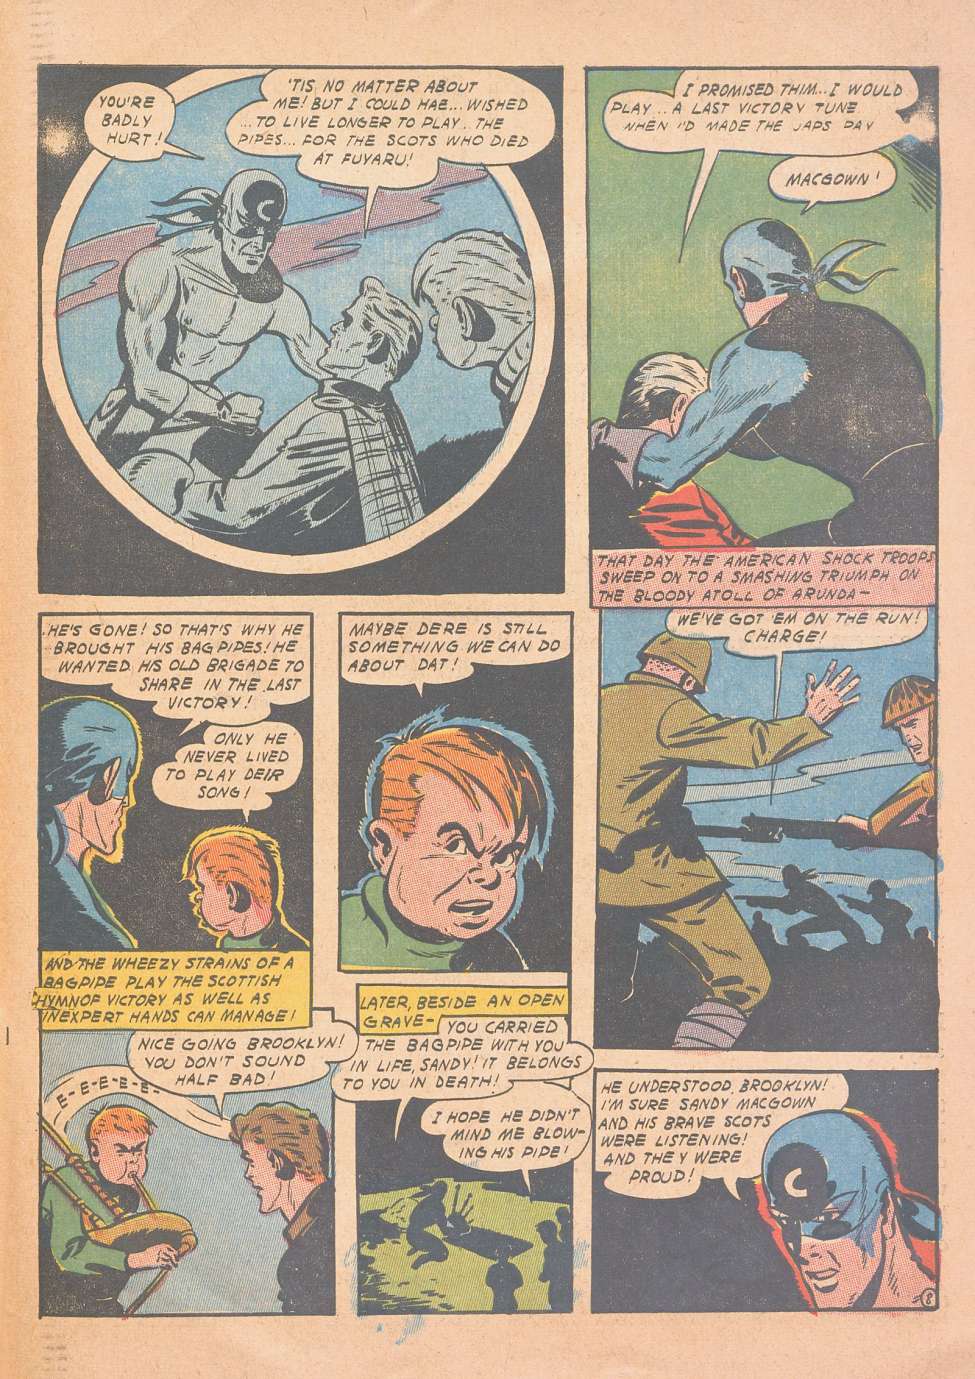 YOU'RE
BADLY
HURT!
'TIS NO MATTER ABOUT
ME! BUT I COULD HAE... WISHED
...TO LIVE LONGER TO PLAY...THE
PIPES... FOR THE SCOTS WHO DIED
AT FUYARU!
I PROMISED THIM...I WOULD
PLAY... A LAST VICTORY TUNE
WHEN I'D MADE THE JAPS PAY
MACGOWN!
THAT DAY THE AMERICAN SHOCK TROOPS
SWEEP ON TO A SMASHING TRIUMPH ON
THE BLOODY ATOLL OF ARUNDA—
WE'VE GOT 'EM ON THE RUN!
CHARGE!
HE'S GONE! SO THAT'S WHY HE
BROUGHT HIS BAGPIPES! HE
WANTED HIS OLD BRIGADE TO
SHARE IN THE LAST
VICTORY!
ONLY HE
NEVER LIVED
TO PLAY DEIR
SONG!
MAYBE DERE IS STILL
SOMETHING WE CAN DO
ABOUT DAT!
AND THE WHEEZY STRAINS OF A
BAGPIPE PLAY THE SCOTTISH
HYMNOF VICTORY AS WELL AS
INEXPERT HANDS CAN MANAGE!
E-E-E-E-E-
NICE GOING BROOKLYN!
YOU DON'T SOUND
HALF BAD!
LATER, BESIDE AN OPEN
GRAVE—
YOU CARRIED
THE BAGPIPE WITH YOU
IN LIFE, SANDY! IT BELONGS
TO YOU IN DEATH!
I HOPE HE DIDN'T
MIND ME BLOW-
ING HIS PIPE!
HE UNDERSTOOD, BROOKLYN!
I'M SURE SANDY MACGOWN
AND HIS BRAVE SCOTS
WERE LISTENING!
AND THEY WERE
PROUD!
C
8